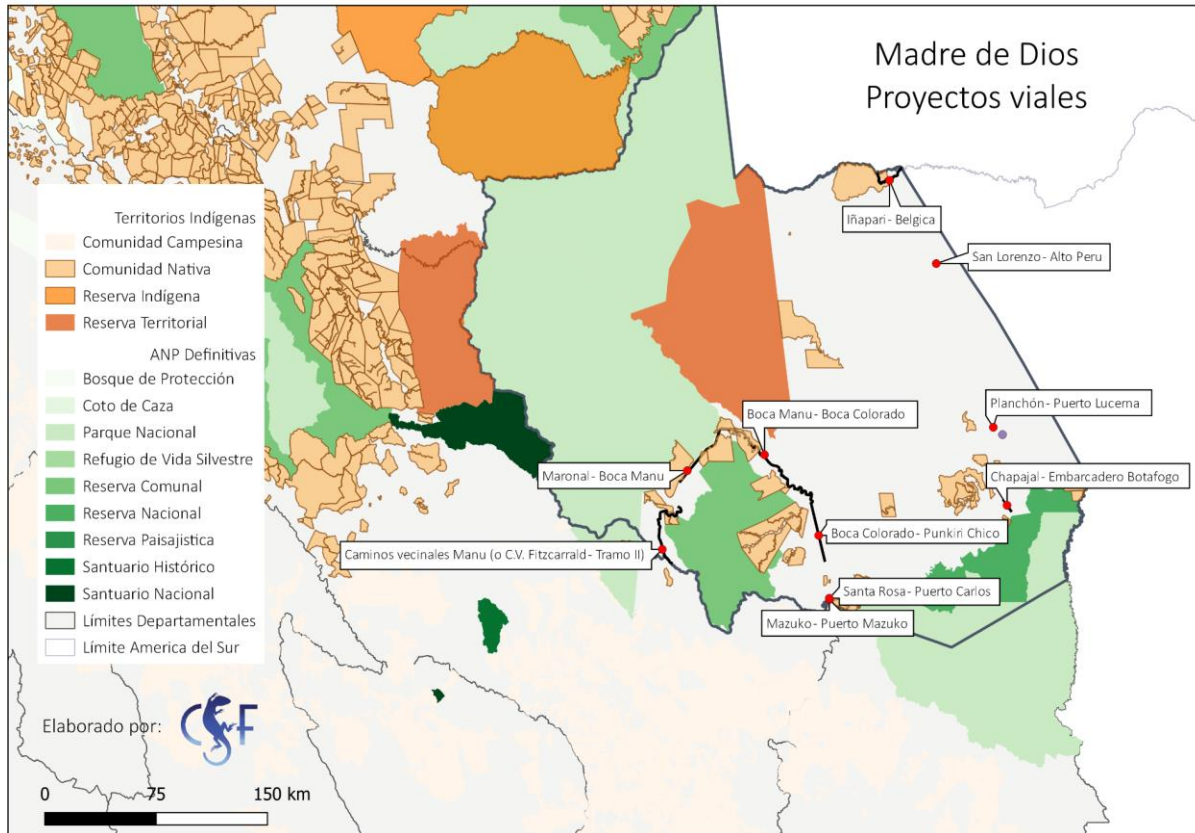 Madre de Dios
Proyectos viales
Iñapari - Belgica
San Lorenzo - Alto Peru
Planchón - Puerto Lucerna
Boca Manu - Boca Colorado
Maronal - Boca Manu
Chapajal - Embarcadero Botafogo
Boca Colorado - Punkiri Chico
Caminos vecinales Manu (o C.V. Fitzcarrald - Tramo II)
Santa Rosa - Puerto Carlos
Mazuko - Puerto Mazuko
Territorios Indígenas
Comunidad Campesina
Comunidad Nativa
Reserva Indígena
Reserva Territorial
ANP Definitivas
Bosque de Protección
Coto de Caza
Parque Nacional
Refugio de Vida Silvestre
Reserva Comunal
Reserva Nacional
Reserva Paisajistica
Santuario Histórico
Santuario Nacional
Límites Departamentales
Límite America del Sur
Elaborado por:
CSF
0 75 150 km